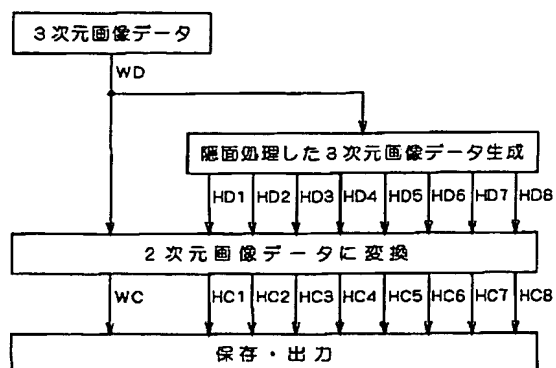 3次元画像データ
WD
隠面処理した3次元画像データ生成
HD1 HD2 HD3 HD4 HD5 HD6 HD7 HD8
2次元画像データに変換
WC HC1 HC2 HC3 HC4 HC5 HC6 HC7 HC8
保存・出力